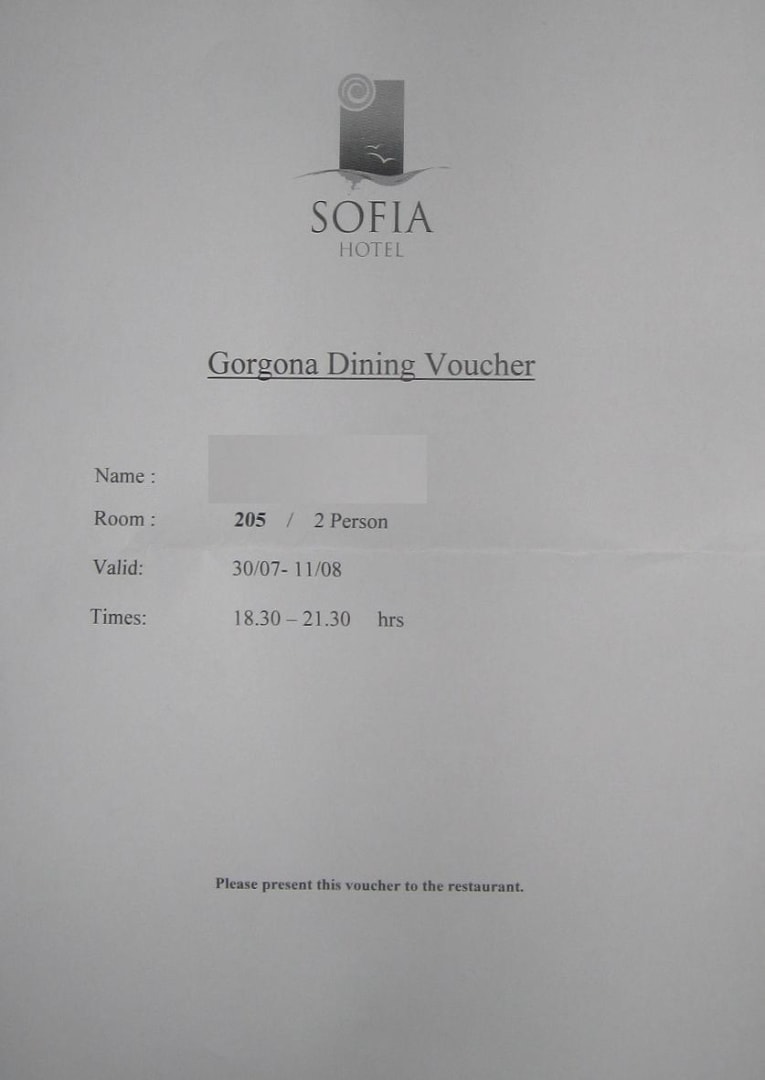 SOFIA
HOTEL
Gorgona Dining Voucher
Name :
Room : 205 / 2 Person
Valid: 30/07- 11/08
Times: 18.30 – 21.30 hrs
Please present this voucher to the restaurant.